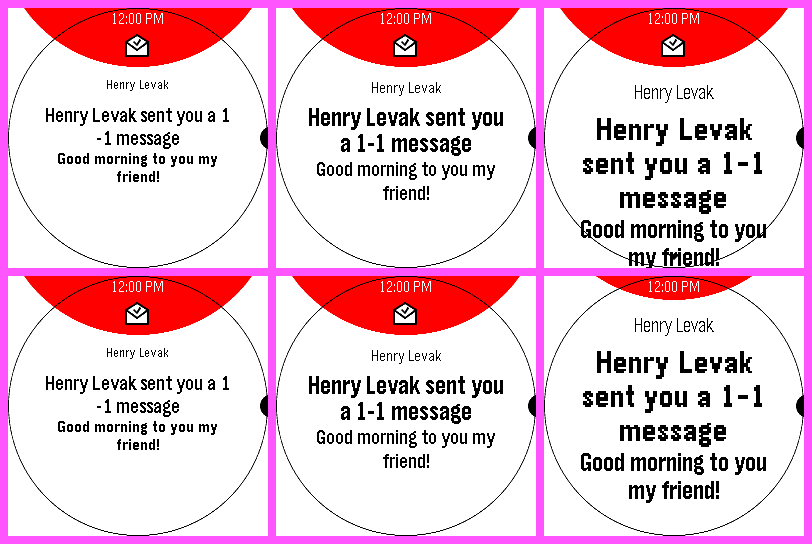 12:00 PM
Henry Levak
Henry Levak sent you a 1
-1 message
Good morning to you my
friend!
12:00 PM
Henry Levak
Henry Levak sent you
a 1-1 message
Good morning to you my
friend!
12:00 PM
Henry Levak
Henry Levak
sent you a 1-1
message
Good morning to you
my friend!
12:00 PM
Henry Levak
Henry Levak sent you a 1
-1 message
Good morning to you my
friend!
12:00 PM
Henry Levak
Henry Levak sent you
a 1-1 message
Good morning to you my
friend!
12:00 PM
Henry Levak
Henry Levak
sent you a 1-1
message
Good morning to you
my friend!